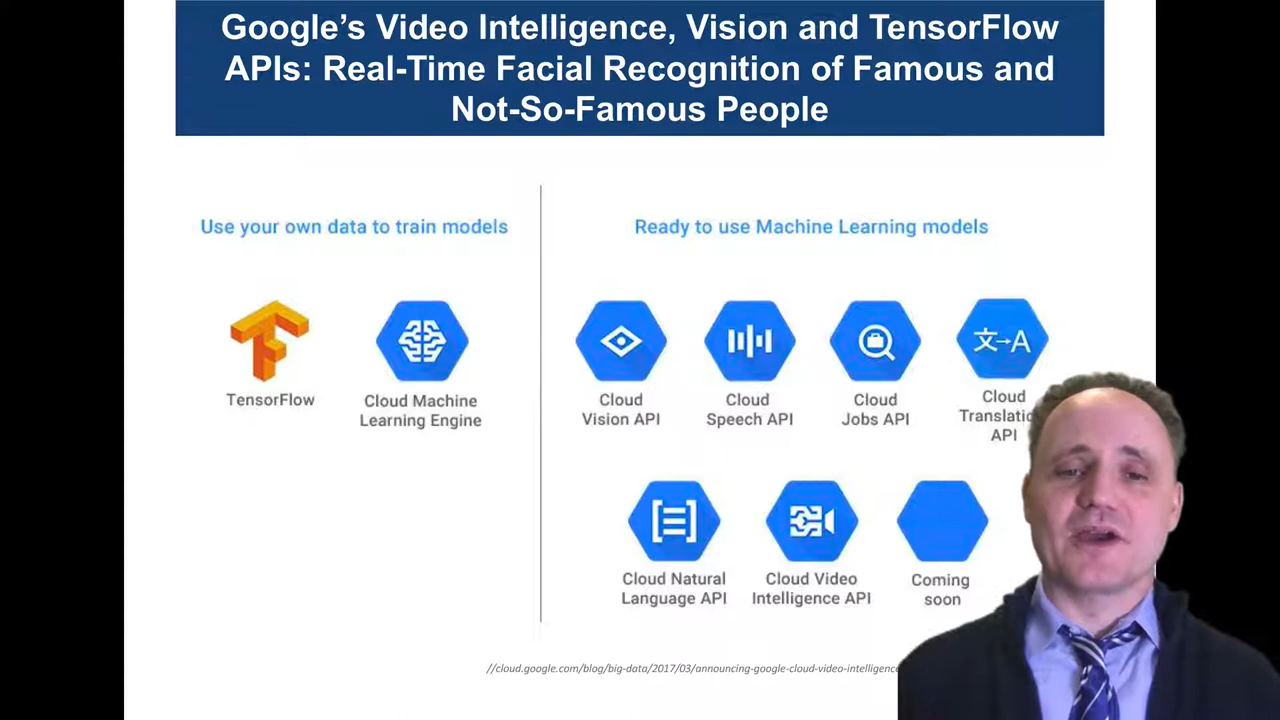 Google’s Video Intelligence, Vision and TensorFlow
APIs: Real-Time Facial Recognition of Famous and
Not-So-Famous People
Use your own data to train models
Ready to use Machine Learning models
TensorFlow
Cloud Machine
Learning Engine
Cloud
Vision API
Cloud
Speech API
Cloud
Jobs API
文→A
Cloud
API
Cloud Natural
Language API
Cloud Video
Intelligence API
Coming
soon
//cloud.google.com/blog/big-data/2017/03/announcing-google-cloud-video-intelligence